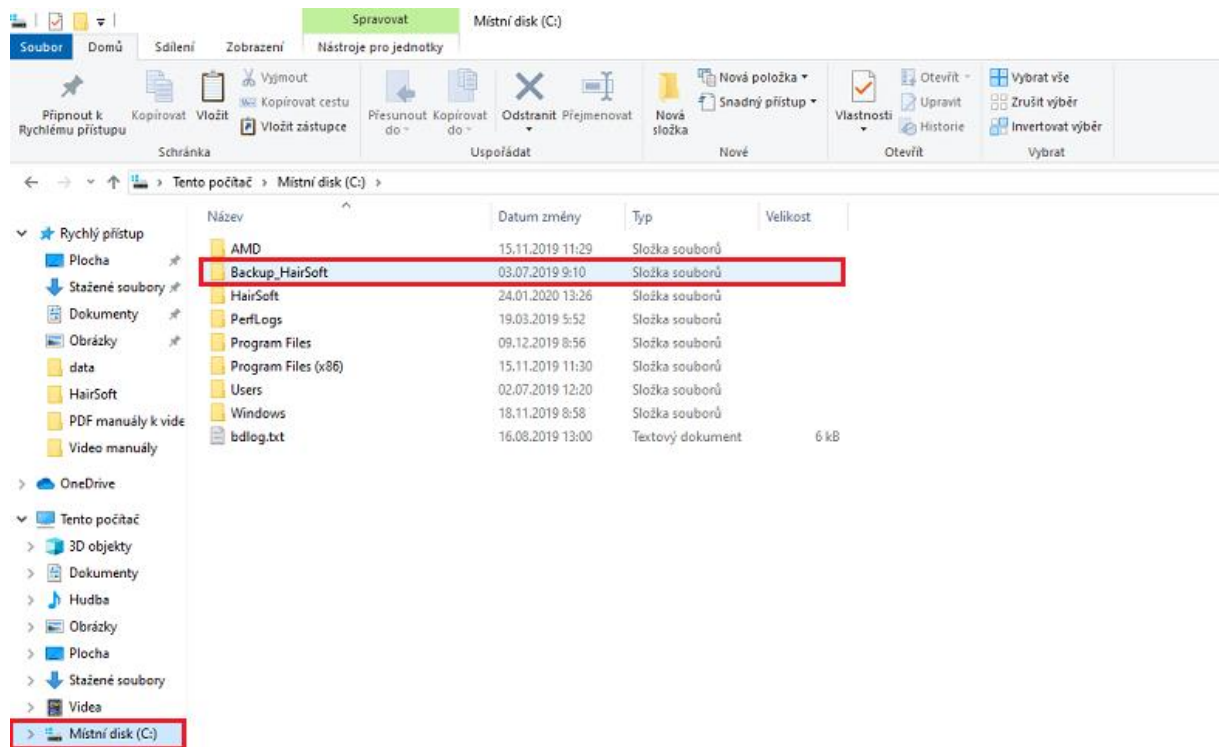 Spravovat Místní disk (C:)
Soubor Domů Sdílení Zobrazení Nástroje pro jednotky
Připnout k Rychlému přístupu
Kopírovat
Vložit
Vyjmout
Kopírovat cestu
Vložit zástupce
Přesunout do
Kopírovat do
Odstranit
Přejmenovat
Nová složka
Nová položka
Snadný přístup
Vlastnosti
Otevřít
Upravit
Historie
Vybrat vše
Zrušit výběr
Invertovat výběr
Schránka Uspořádat Nové Otevřít Vybrat
Tento počítač › Místní disk (C:) ›
Název Datum změny Typ Velikost
AMD 15.11.2019 11:29 Složka souborů
Backup_HairSoft 03.07.2019 9:10 Složka souborů
HairSoft 24.01.2020 13:26 Složka souborů
PerfLogs 19.03.2019 5:52 Složka souborů
Program Files 09.12.2019 8:56 Složka souborů
Program Files (x86) 15.11.2019 11:30 Složka souborů
Users 02.07.2019 12:20 Složka souborů
Windows 18.11.2019 8:58 Složka souborů
bdlog.txt 16.08.2019 13:00 Textový dokument 6 kB
Rychlý přístup
Plocha
Stažené soubory
Dokumenty
Obrázky
data
HairSoft
PDF manuály k vide
Video manuály
OneDrive
Tento počítač
3D objekty
Dokumenty
Hudba
Obrázky
Plocha
Stažené soubory
Videa
Místní disk (C:)